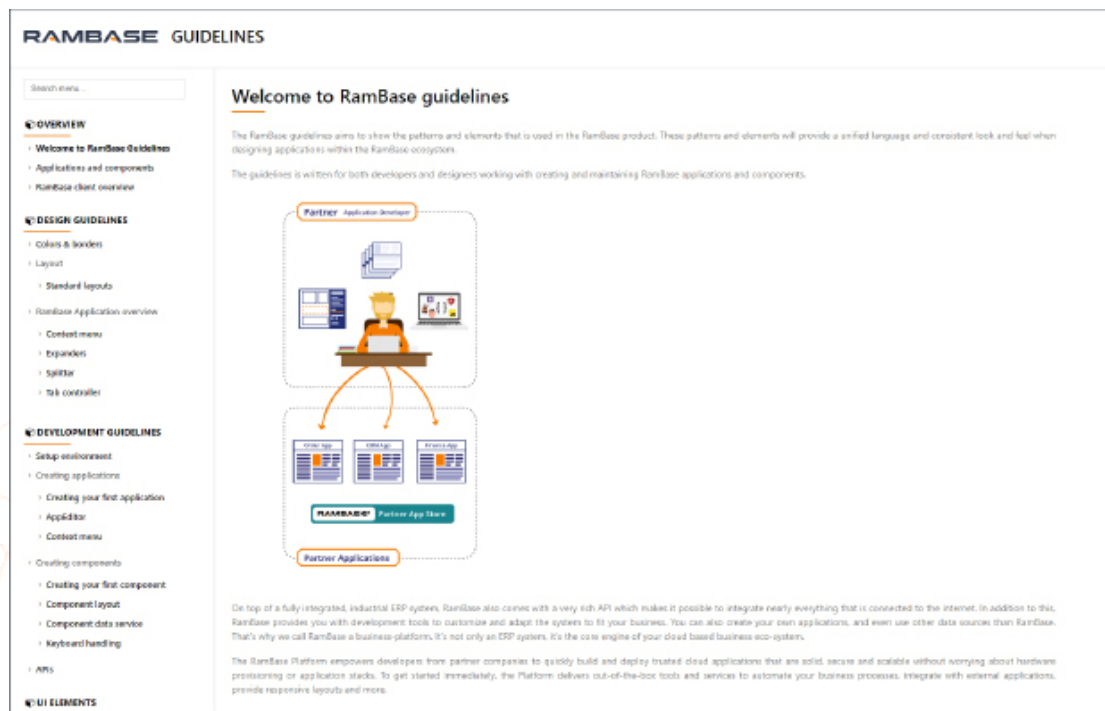 RAMBASE GUIDELINES
Search menu...
OVERVIEW
Welcome to RamBase Guidelines
Applications and components
RamBase client overview
DESIGN GUIDELINES
Colors & borders
Layout
Standard layouts
RamBase Application overview
Context menu
Expanders
Splitter
Tab controller
DEVELOPMENT GUIDELINES
Setup environment
Creating applications
Creating your first application
AppEditor
Context menu
Creating components
Creating your first component
Component layout
Component data service
Keyboard handling
APIs
UI ELEMENTS
Welcome to RamBase guidelines
The RamBase guidelines aims to show the patterns and elements that is used in the RamBase product. These patterns and elements will provide a unified language and consistent look and feel when
designing applications within the RamBase ecosystem.
The guidelines is written for both developers and designers working with creating and maintaining RamBase applications and components.
Partner Application Developer
Order App
CRM App
Finance App
RAMBASE Partner App Store
Partner Applications
On top of a fully integrated, industrial ERP system, RamBase also comes with a very rich API which makes it possible to integrate nearly everything that is connected to the internet. In addition to this,
RamBase provides you with development tools to customize and adapt the system to fit your business. You can also create your own applications, and even use other data sources than RamBase.
That's why we call RamBase a business-platform. It's not only an ERP system, it's the core engine of your cloud based business eco-system.
The RamBase Platform empowers developers from partner companies to quickly build and deploy trusted cloud applications that are solid, secure and scalable without worrying about hardware
provisioning or application stacks. To get started immediately, the Platform delivers out-of-the-box tools and services to automate your business processes, integrate with external applications,
provide responsive layouts and more.